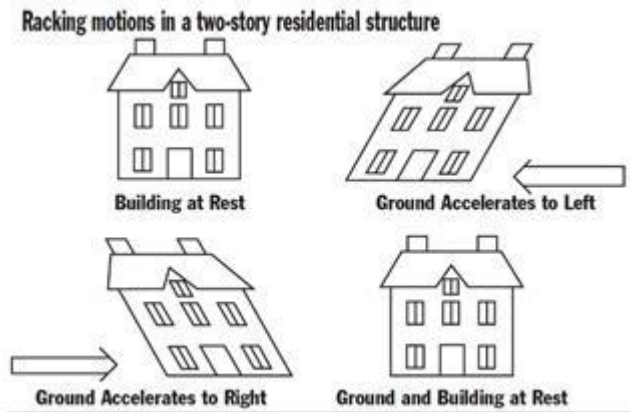 Racking motions in a two-story residential structure
Building at Rest
Ground Accelerates to Left
Ground Accelerates to Right
Ground and Building at Rest